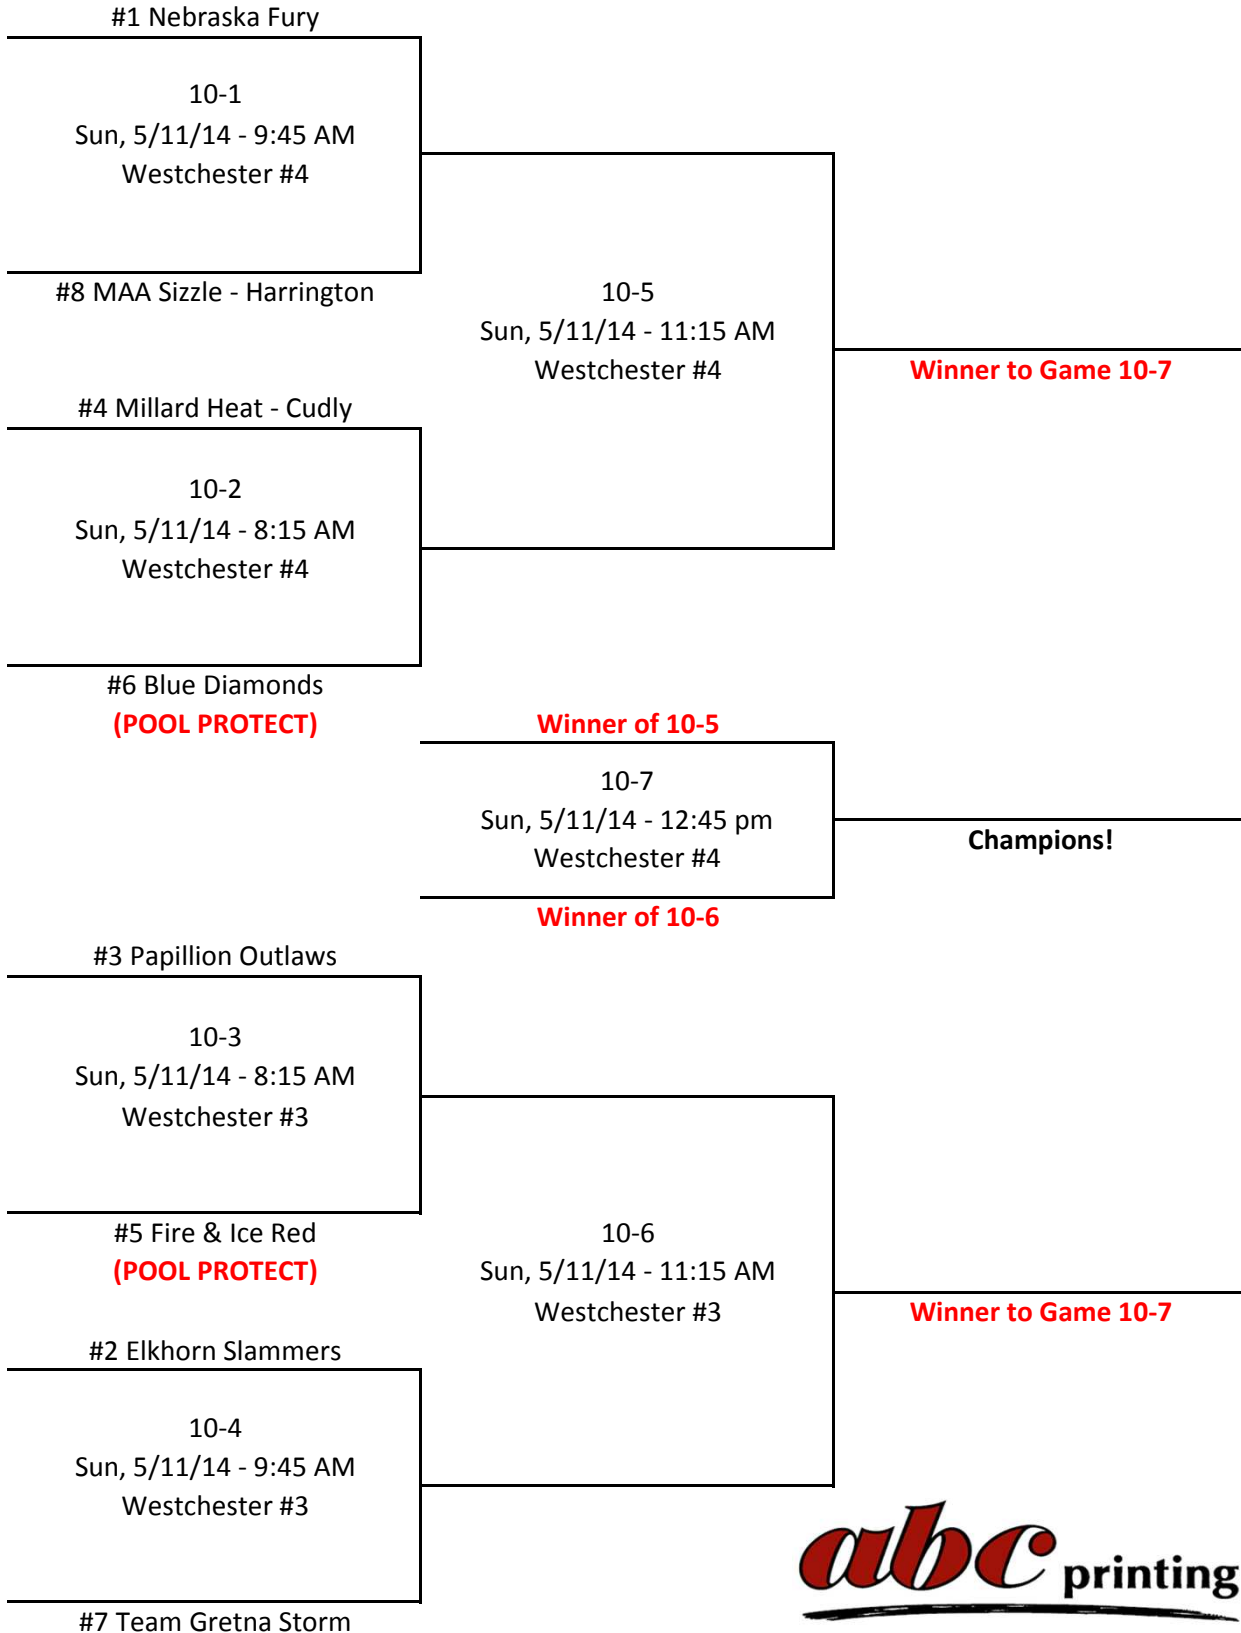 #1 Nebraska Fury
10-1
Sun, 5/11/14 - 9:45 AM
Westchester #4
#8 MAA Sizzle - Harrington
10-5
Sun, 5/11/14 - 11:15 AM
Westchester #4
Winner to Game 10-7
#4 Millard Heat - Cudly
10-2
Sun, 5/11/14 - 8:15 AM
Westchester #4
#6 Blue Diamonds
(POOL PROTECT)
Winner of 10-5
10-7
Sun, 5/11/14 - 12:45 pm
Westchester #4
Champions!
Winner of 10-6
#3 Papillion Outlaws
10-3
Sun, 5/11/14 - 8:15 AM
Westchester #3
#5 Fire & Ice Red
(POOL PROTECT)
10-6
Sun, 5/11/14 - 11:15 AM
Westchester #3
Winner to Game 10-7
#2 Elkhorn Slammers
10-4
Sun, 5/11/14 - 9:45 AM
Westchester #3
#7 Team Gretna Storm
abc printing